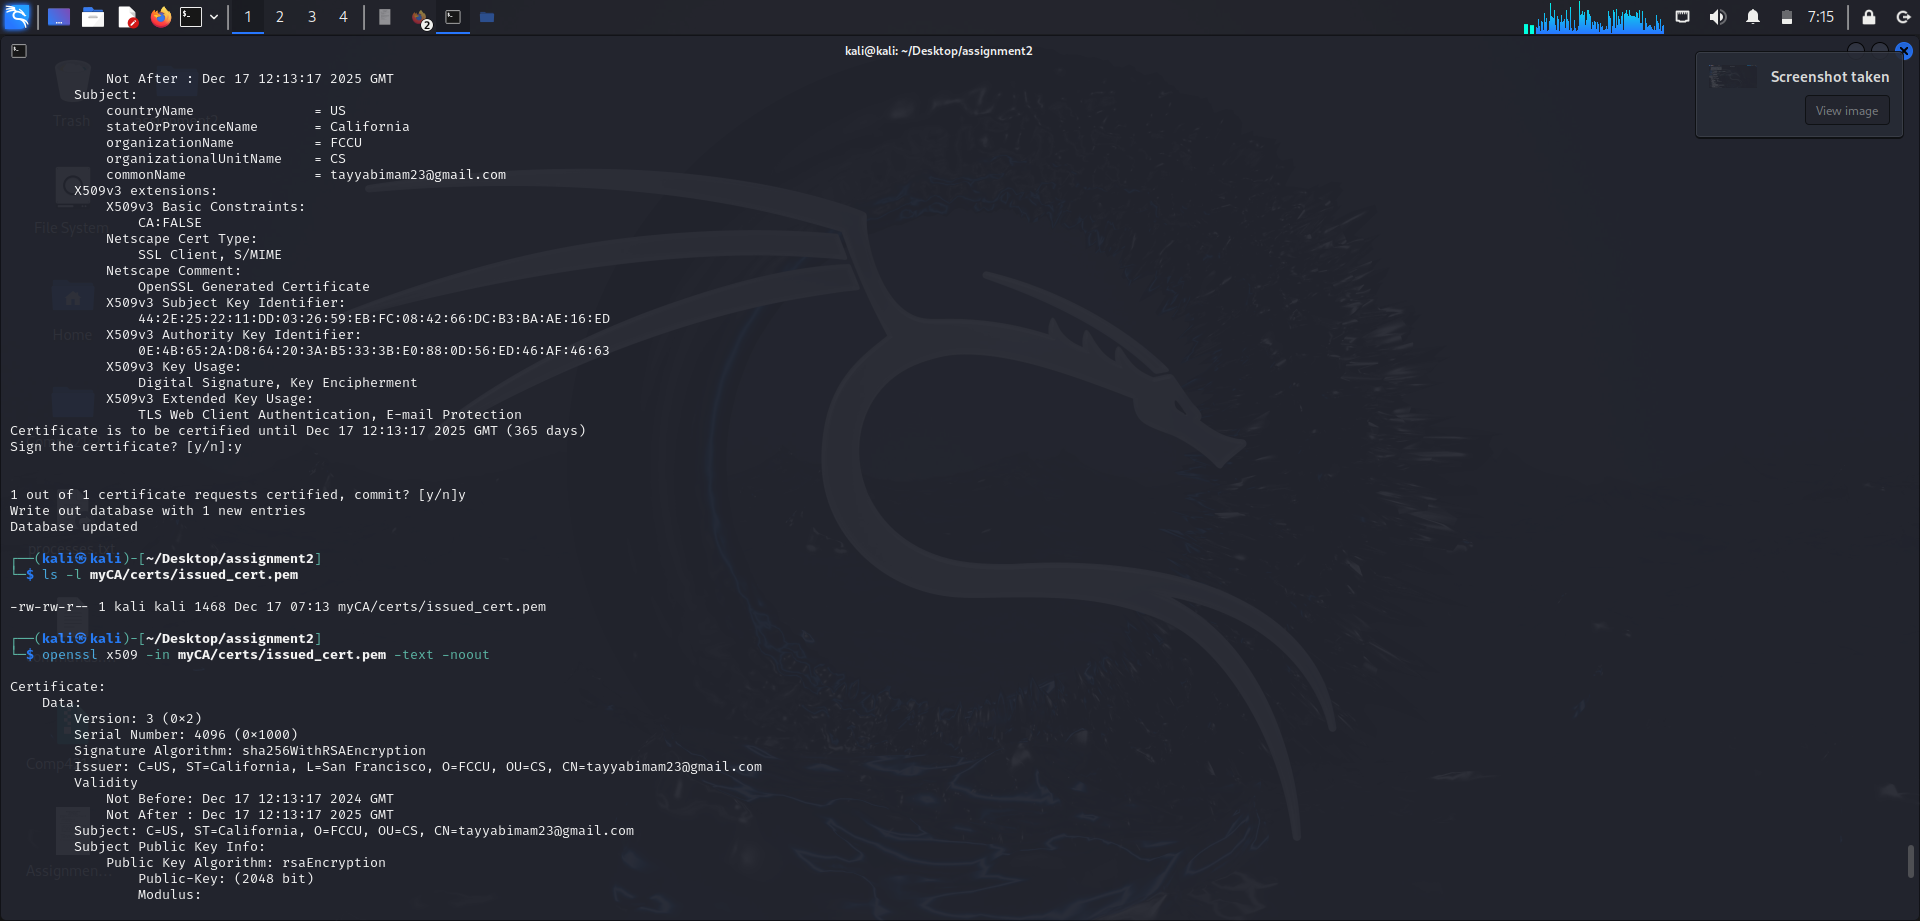 1 2 3 4
2
7:15
kali@kali: ~/Desktop/assignment2
Screenshot taken
View image
Not After : Dec 17 12:13:17 2025 GMT
Subject:
countryName = US
stateOrProvinceName = California
organizationName = FCCU
organizationalUnitName = CS
commonName = tayyabimam23@gmail.com
X509v3 extensions:
X509v3 Basic Constraints:
CA:FALSE
Netscape Cert Type:
SSL Client, S/MIME
Netscape Comment:
OpenSSL Generated Certificate
X509v3 Subject Key Identifier:
44:2E:25:22:11:DD:03:26:59:EB:FC:08:42:66:DC:B3:BA:AE:16:ED
X509v3 Authority Key Identifier:
0E:4B:65:2A:D8:64:20:3A:B5:33:3B:E0:88:0D:56:ED:46:AF:46:63
X509v3 Key Usage:
Digital Signature, Key Encipherment
X509v3 Extended Key Usage:
TLS Web Client Authentication, E-mail Protection
Certificate is to be certified until Dec 17 12:13:17 2025 GMT (365 days)
Sign the certificate? [y/n]:y
1 out of 1 certificate requests certified, commit? [y/n]y
Write out database with 1 new entries
Database updated
┌──(kali㉿kali)-[~/Desktop/assignment2]
└─$ ls -l myCA/certs/issued_cert.pem
-rw-rw-r-- 1 kali kali 1468 Dec 17 07:13 myCA/certs/issued_cert.pem
┌──(kali㉿kali)-[~/Desktop/assignment2]
└─$ openssl x509 -in myCA/certs/issued_cert.pem -text -noout
Certificate:
Data:
Version: 3 (0×2)
Serial Number: 4096 (0×1000)
Signature Algorithm: sha256WithRSAEncryption
Issuer: C=US, ST=California, L=San Francisco, O=FCCU, OU=CS, CN=tayyabimam23@gmail.com
Validity
Not Before: Dec 17 12:13:17 2024 GMT
Not After : Dec 17 12:13:17 2025 GMT
Subject: C=US, ST=California, O=FCCU, OU=CS, CN=tayyabimam23@gmail.com
Subject Public Key Info:
Public Key Algorithm: rsaEncryption
Public-Key: (2048 bit)
Modulus:
Trash
File System
Home
Assignmen...